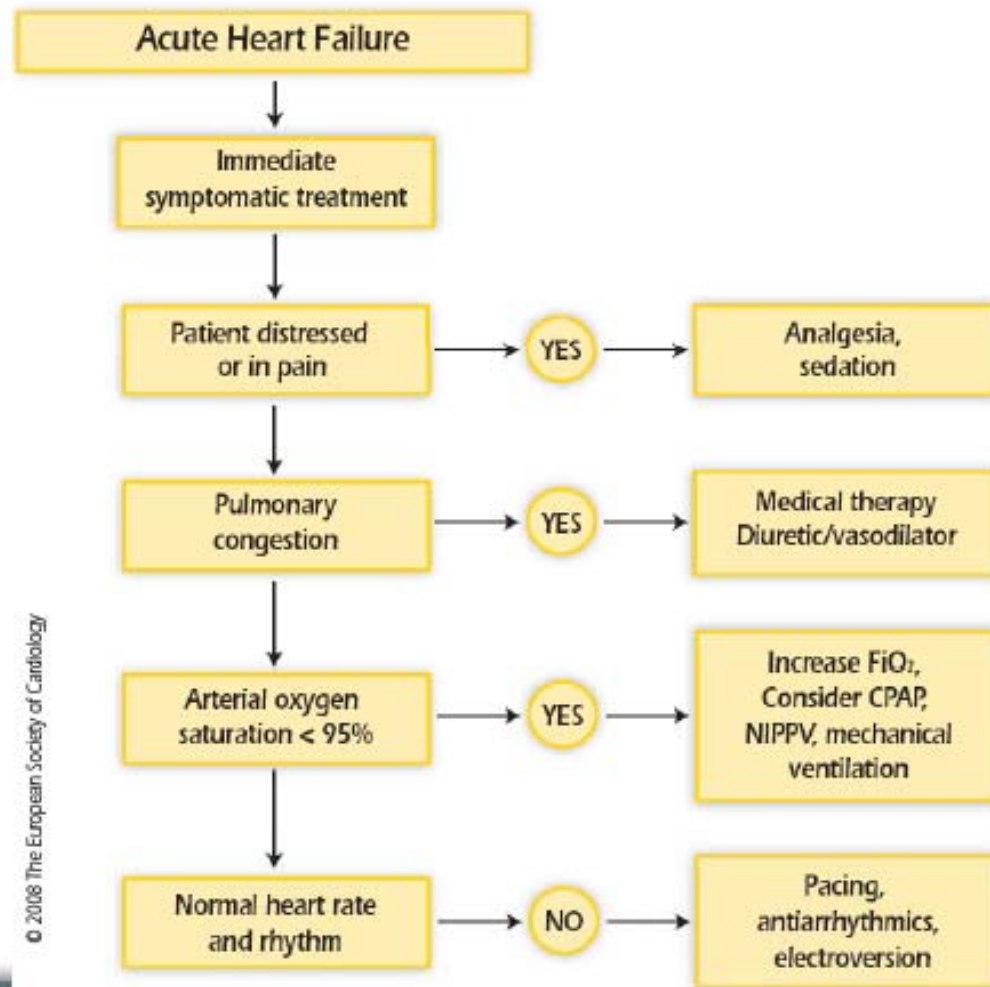 Acute Heart Failure
Immediate
symptomatic treatment
Patient distressed
or in pain
YES
Analgesia,
sedation
Pulmonary
congestion
YES
Medical therapy
Diuretic/vasodilator
Arterial oxygen
saturation < 95%
YES
Increase FiO₂,
Consider CPAP,
NIPPV, mechanical
ventilation
Normal heart rate
and rhythm
NO
Pacing,
antiarrhythmics,
electroversion
© 2008 The European Society of Cardiology